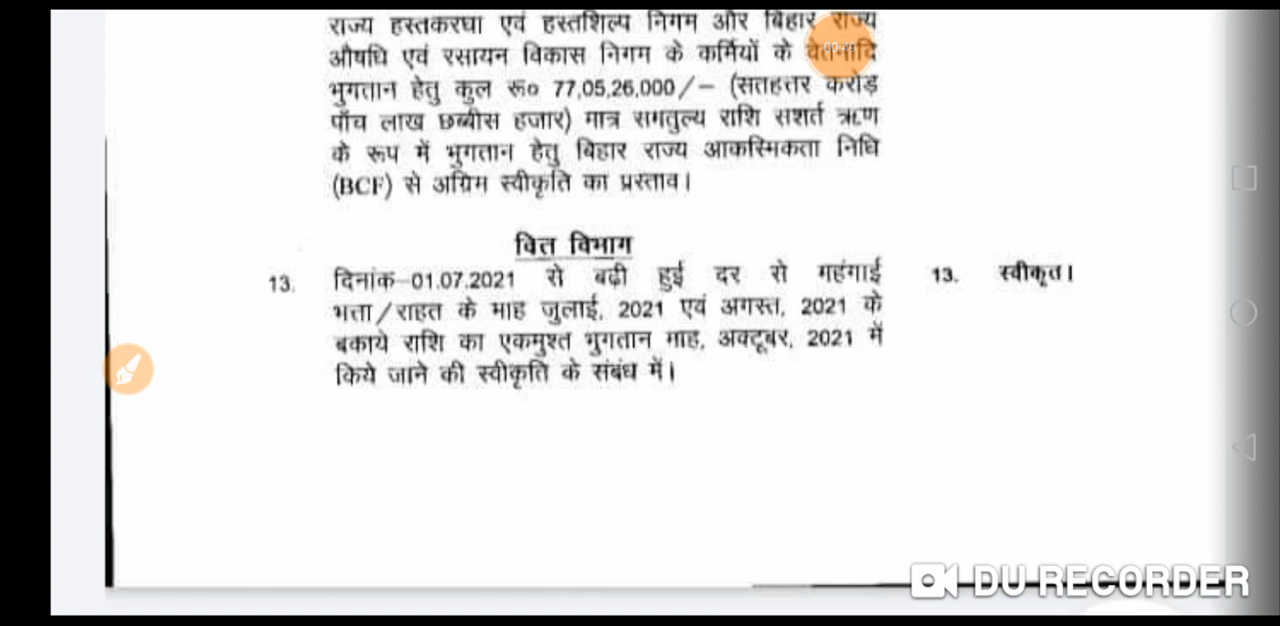 राज्य हस्तकरघा एवं हस्तशिल्प निगम और बिहार राज्य
औषधि एवं रसायन विकास निगम के कर्मियों के वेतनादि
भुगतान हेतु कुल रू० 77,05,26,000/– (सतहत्तर करोड़
पाँच लाख छब्बीस हजार) मात्र समतुल्य राशि सशर्त ऋण
के रूप में भुगतान हेतु बिहार राज्य आकस्मिकता निधि
(BCF) से अग्रिम स्वीकृति का प्रस्ताव।
वित्त विभाग
13. दिनांक–01.07.2021 से बढ़ी हुई दर से महंगाई 13. स्वीकृत।
भत्ता/राहत के माह जुलाई, 2021 एवं अगस्त, 2021 के
बकाये राशि का एकमुश्त भुगतान माह, अक्टूबर, 2021 में
किये जाने की स्वीकृति के संबंध में।
DU RECORDER